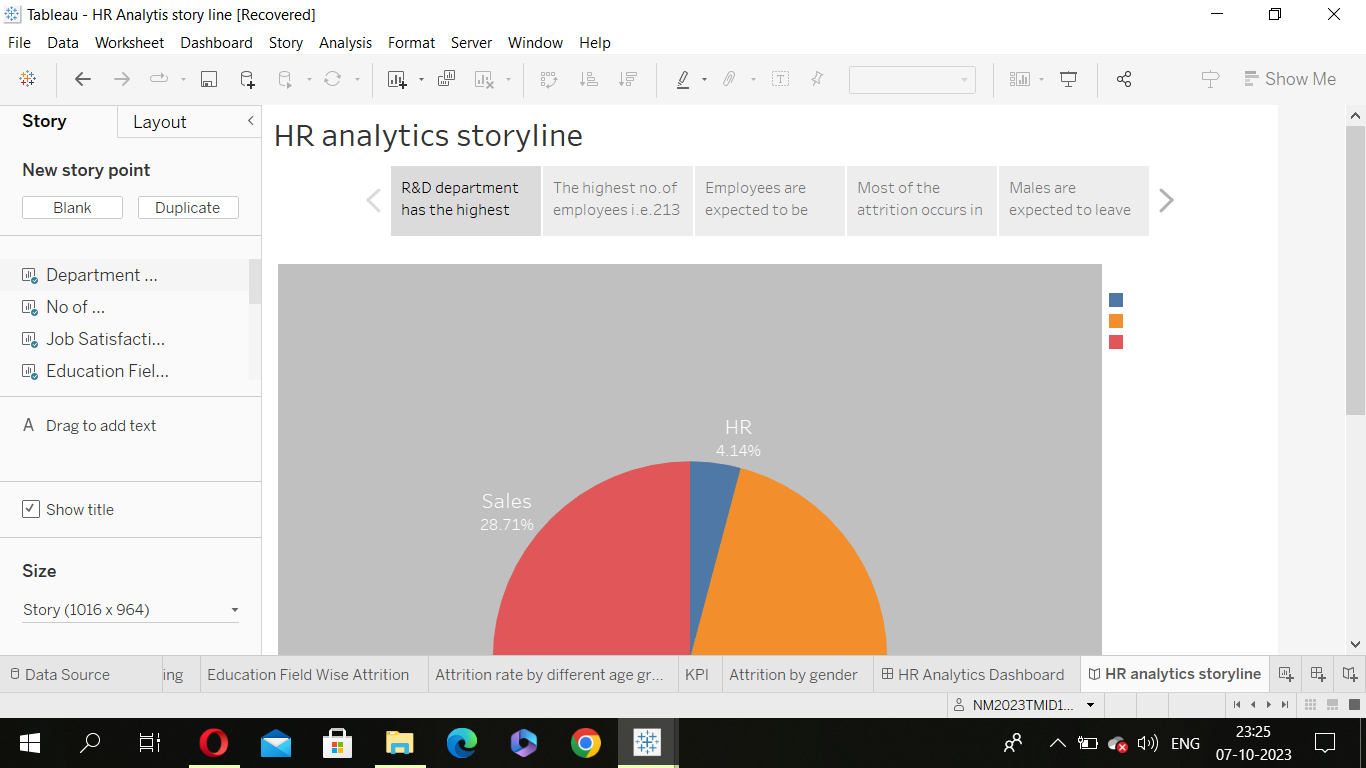 Tableau - HR Analytis story line [Recovered]
File Data Worksheet Dashboard Story Analysis Format Server Window Help
Show Me
Story Layout
New story point
Blank Duplicate
Department ...
No of ...
Job Satisfacti...
Education Fiel...
A Drag to add text
Show title
Size
Story (1016 x 964)
HR analytics storyline
R&D department
has the highest
The highest no.of
employees i.e.213
Employees are
expected to be
Most of the
attrition occurs in
Males are
expected to leave
HR
4.14%
Sales
28.71%
Data Source ing Education Field Wise Attrition Attrition rate by different age gr... KPI Attrition by gender HR Analytics Dashboard HR analytics storyline
NM2023TMID1...
ENG
23:25
07-10-2023